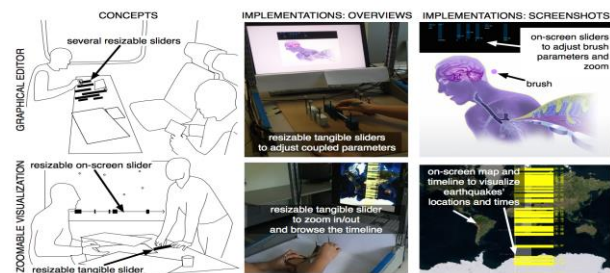 CONCEPTS
IMPLEMENTATIONS: OVERVIEWS
IMPLEMENTATIONS: SCREENSHOTS
GRAPHICAL EDITOR
several resizable sliders
resizable tangible sliders
to adjust coupled parameters
on-screen sliders
to adjust brush
parameters and
zoom
brush
ZOOMABLE VISUALIZATION
resizable on-screen slider
resizable tangible slider
resizable tangible slider
to zoom in/out
and browse the timeline
on-screen map and
timeline to visualize
earthquakes'
locations and times